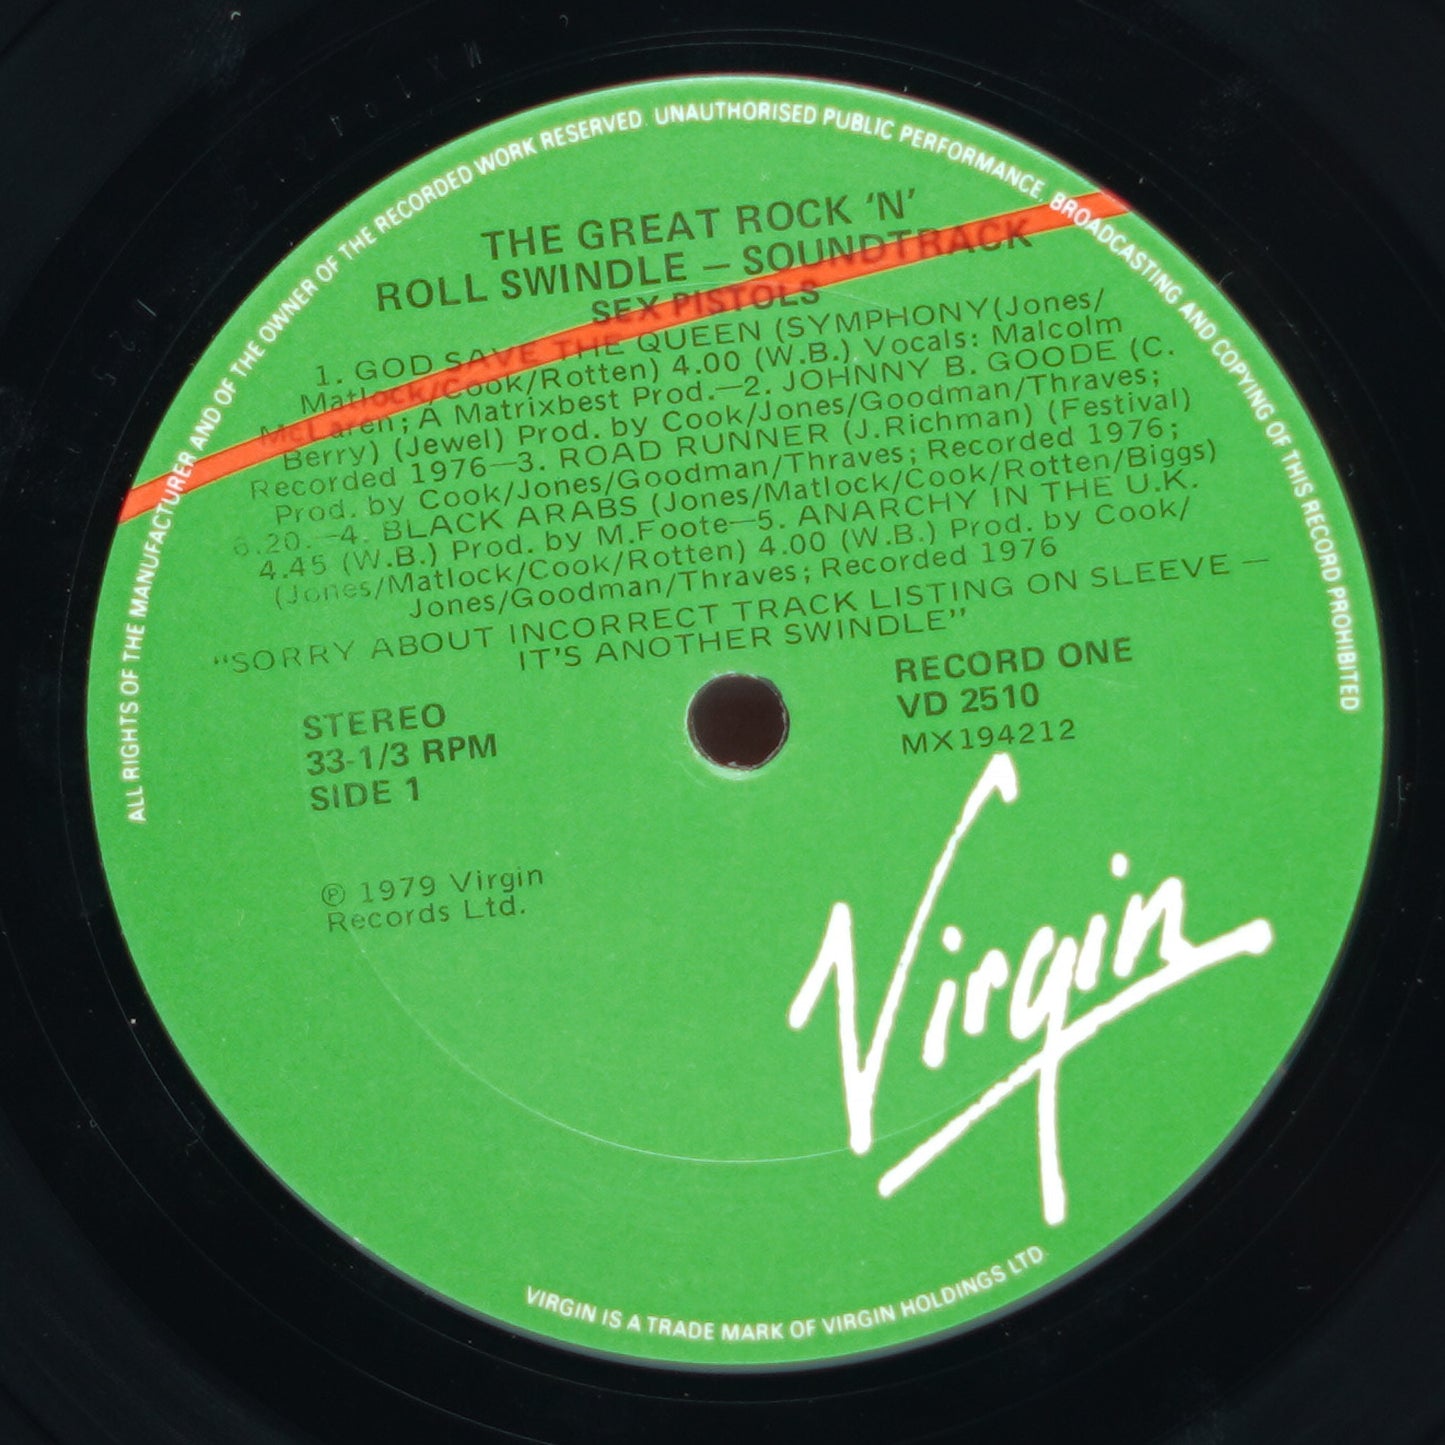 ALL RIGHTS OF THE MANUFACTURER AND OF THE OWNER OF THE RECORDED WORK RESERVED. UNAUTHORISED PUBLIC PERFORMANCE, BROADCASTING AND COPYING OF THIS RECORD PROHIBITED
THE GREAT ROCK 'N'
ROLL SWINDLE — SOUNDTRACK
SEX PISTOLS
1. GOD SAVE THE QUEEN (SYMPHONY(Jones/
Matlock/Cook/Rotten) 4.00 (W.B.) Vocals: Malcolm
McLaren; A Matrixbest Prod.—2. JOHNNY B. GOODE (C.
Berry) (Jewel) Prod. by Cook/Jones/Goodman/Thraves;
Recorded 1976—3. ROAD RUNNER (J.Richman) (Festival)
Prod. by Cook/Jones/Goodman/Thraves; Recorded 1976;
6.20.—4. BLACK ARABS (Jones/Matlock/Cook/Rotten/Biggs)
4.45 (W.B.) Prod. by M.Foote—5. ANARCHY IN THE U.K.
(Jones/Matlock/Cook/Rotten) 4.00 (W.B.) Prod. by Cook/
Jones/Goodman/Thraves; Recorded 1976
"SORRY ABOUT INCORRECT TRACK LISTING ON SLEEVE —
IT'S ANOTHER SWINDLE"
STEREO
33-1/3 RPM
SIDE 1
RECORD ONE
VD 2510
MX194212
℗ 1979 Virgin
Records Ltd.
Virgin
VIRGIN IS A TRADE MARK OF VIRGIN HOLDINGS LTD.